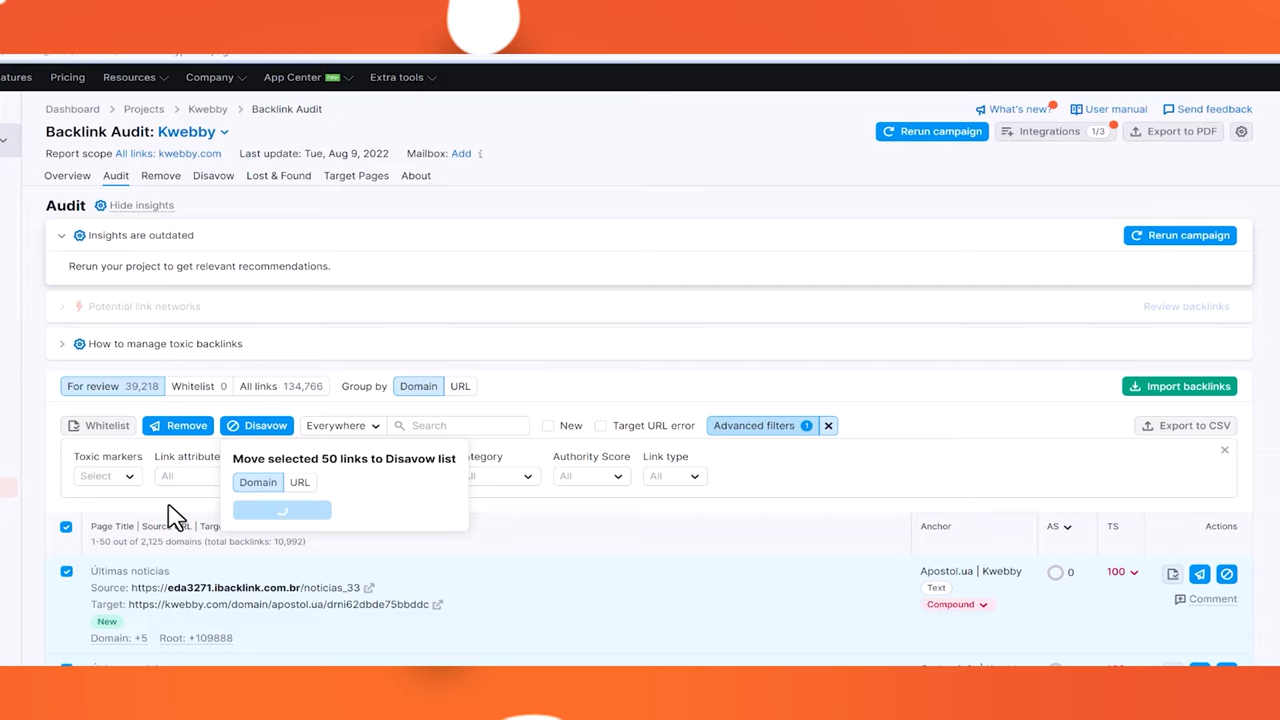 atures Pricing Resources Company App Center new Extra tools
Dashboard Projects Kwebby Backlink Audit
What's new? User manual Send feedback
Backlink Audit: Kwebby
Rerun campaign Integrations 1/3 Export to PDF
Report scope All links: kwebby.com Last update: Tue, Aug 9, 2022 Mailbox: Add
Overview Audit Remove Disavow Lost & Found Target Pages About
Audit Hide insights
Insights are outdated Rerun campaign
Rerun your project to get relevant recommendations.
Potential link networks Review backlinks
How to manage toxic backlinks
For review 39,218 Whitelist 0 All links 134,766 Group by Domain URL Import backlinks
Whitelist Remove Disavow Everywhere Search New Target URL error Advanced filters 1 Export to CSV
Toxic markers Link attribute tegory Authority Score Link type
Select All All All All
Move selected 50 links to Disavow list
Domain URL
Page Title | Source URL | Targ Anchor AS TS Actions
1-50 out of 2,125 domains (total backlinks: 10,992)
Últimas noticias Apostol.ua | Kwebby 0 100
Source: https://eda3271.ibacklink.com.br/noticias_33 Text
Target: https://kwebby.com/domain/apostol.ua/drni62dbde75bbddc Compound Comment
New
Domain: +5 Root: +109888